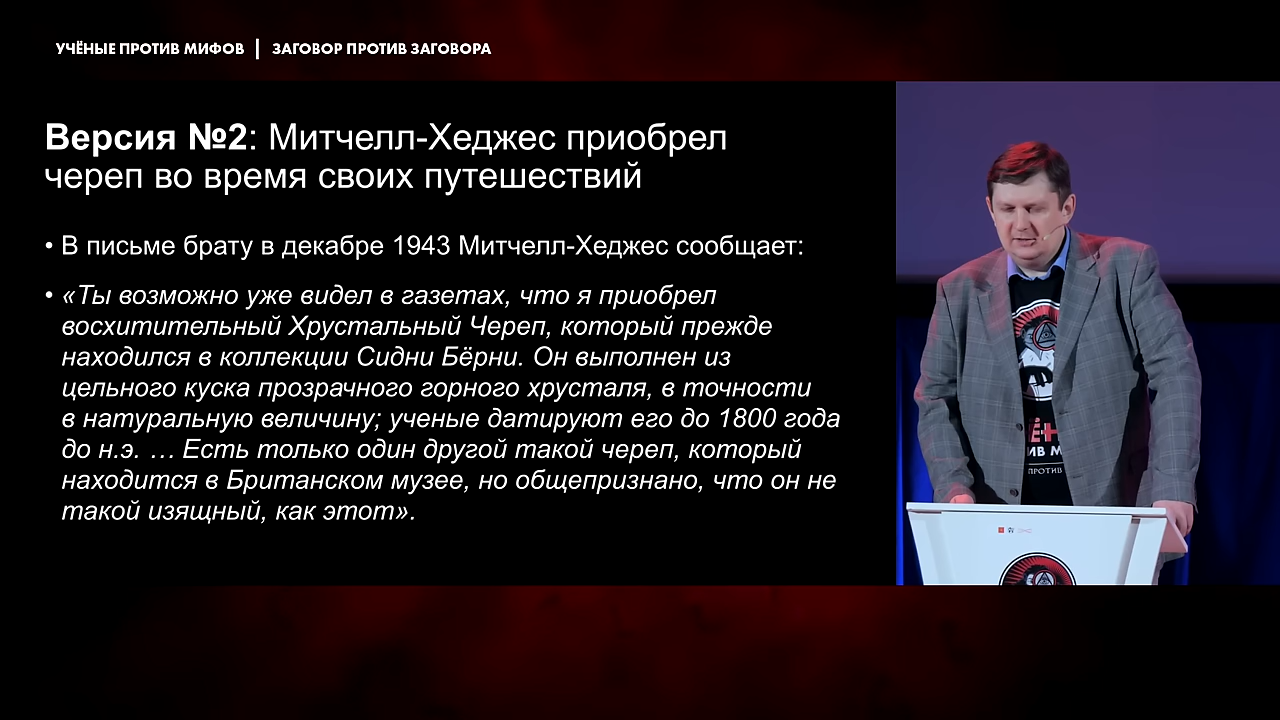 УЧЁНЫЕ ПРОТИВ МИФОВ | ЗАГОВОР ПРОТИВ ЗАГОВОРА
Версия №2: Митчелл-Хеджес приобрел
череп во время своих путешествий
• В письме брату в декабре 1943 Митчелл-Хеджес сообщает:
• «Ты возможно уже видел в газетах, что я приобрел
восхитительный Хрустальный Череп, который прежде
находился в коллекции Сидни Бёрни. Он выполнен из
цельного куска прозрачного горного хрусталя, в точности
в натуральную величину; ученые датируют его до 1800 года
до н.э. … Есть только один другой такой череп, который
находится в Британском музее, но общепризнано, что он не
такой изящный, как этот».
ПРОТИВ